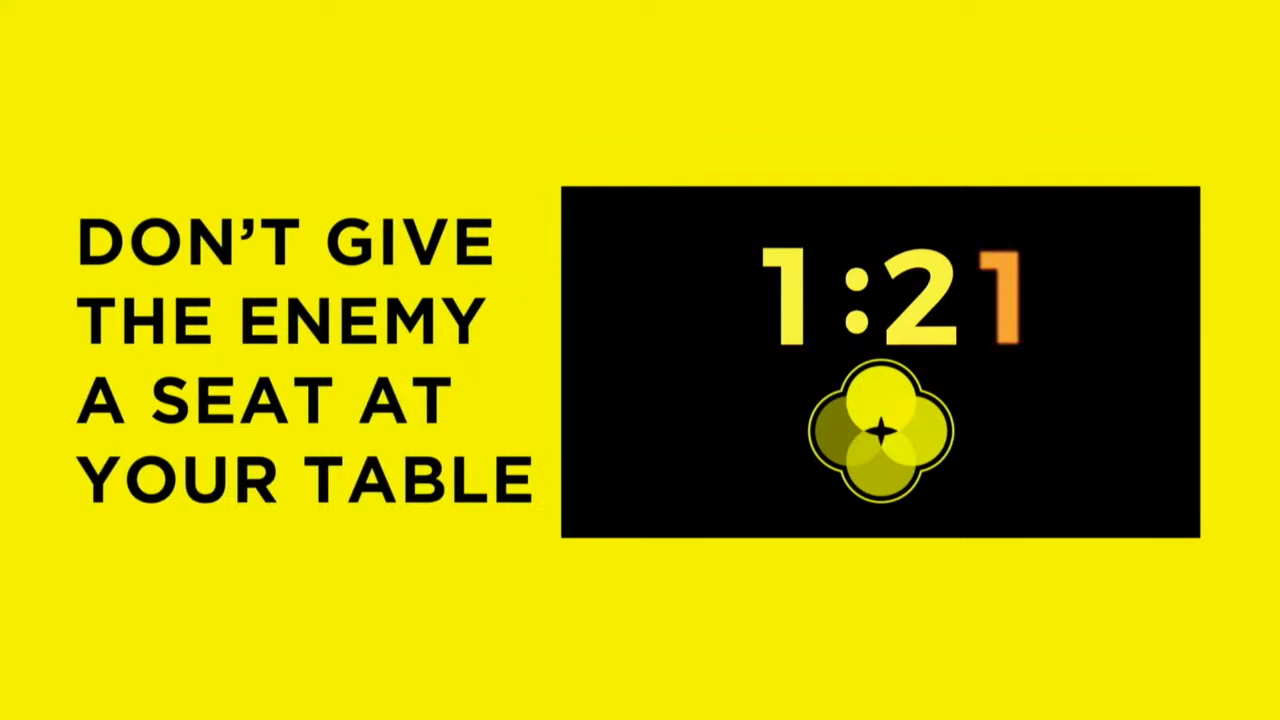 DON’T GIVE
THE ENEMY
A SEAT AT
YOUR TABLE
1:21